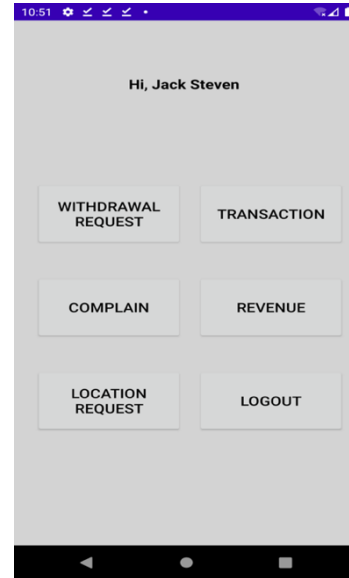 10:51
Hi, Jack Steven
WITHDRAWAL
REQUEST
TRANSACTION
COMPLAIN
REVENUE
LOCATION
REQUEST
LOGOUT